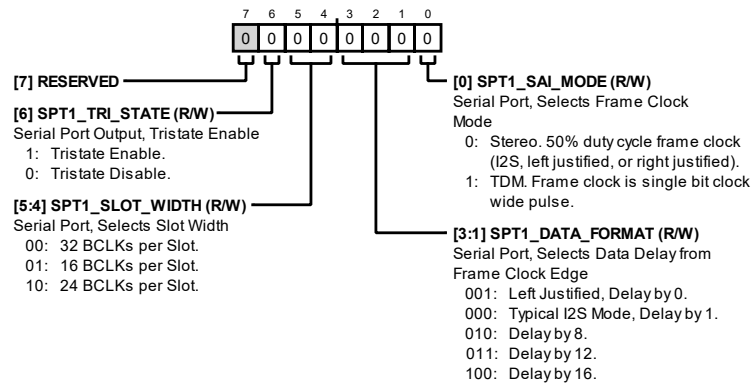 7 6 5 4 3 2 1 0
0 0 0 0 0 0 0 0
[7] RESERVED
[6] SPT1_TRI_STATE (R/W)
Serial Port Output, Tristate Enable
1: Tristate Enable.
0: Tristate Disable.
[5:4] SPT1_SLOT_WIDTH (R/W)
Serial Port, Selects Slot Width
00: 32 BCLKs per Slot.
01: 16 BCLKs per Slot.
10: 24 BCLKs per Slot.
[0] SPT1_SAI_MODE (R/W)
Serial Port, Selects Frame Clock
Mode
0: Stereo. 50% duty cycle frame clock
(I2S, left justified, or right justified).
1: TDM. Frame clock is single bit clock
wide pulse.
[3:1] SPT1_DATA_FORMAT (R/W)
Serial Port, Selects Data Delay from
Frame Clock Edge
001: Left Justified, Delay by 0.
000: Typical I2S Mode, Delay by 1.
010: Delay by 8.
011: Delay by 12.
100: Delay by 16.